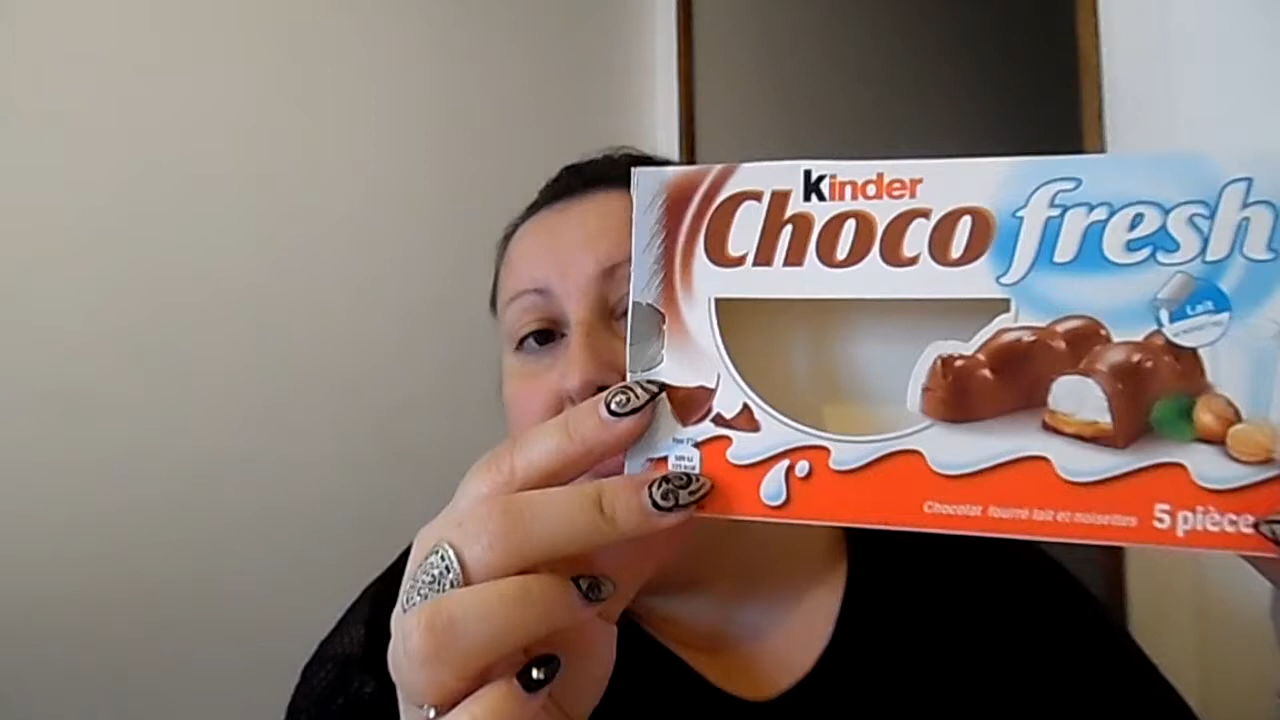 kinder
Choco fresh
Lait
Chocolat fourré lait et noisettes
5 pièce